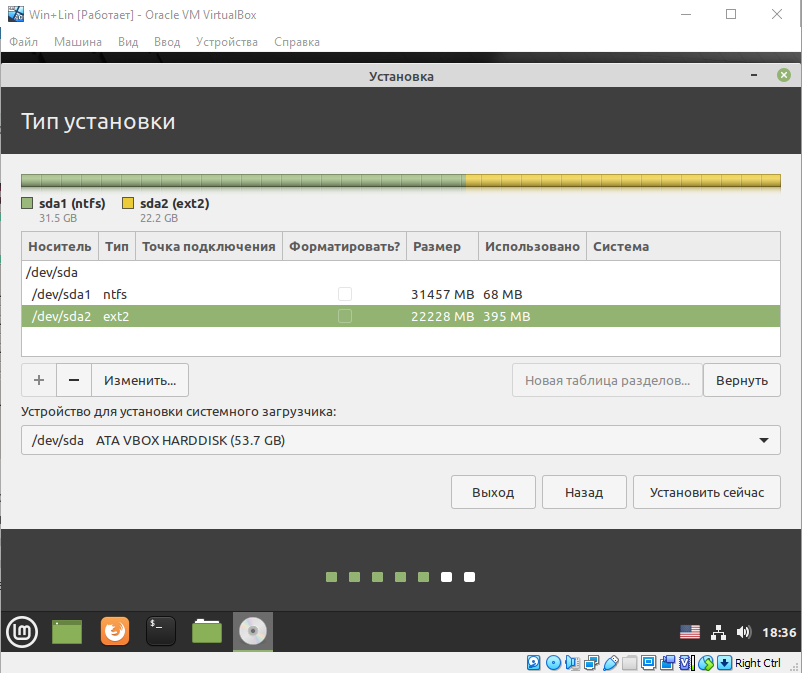 Win+Lin [Работает] - Oracle VM VirtualBox
Файл Машина Вид Ввод Устройства Справка
Установка
Тип установки
sda1 (ntfs) sda2 (ext2)
31.5 GB 22.2 GB
Носитель Тип Точка подключения Форматировать? Размер Использовано Система
/dev/sda
/dev/sda1 ntfs 31457 MB 68 MB
/dev/sda2 ext2 22228 MB 395 MB
+ − Изменить... Новая таблица разделов... Вернуть
Устройство для установки системного загрузчика:
/dev/sda ATA VBOX HARDDISK (53.7 GB)
Выход Назад Установить сейчас
18:36
Right Ctrl